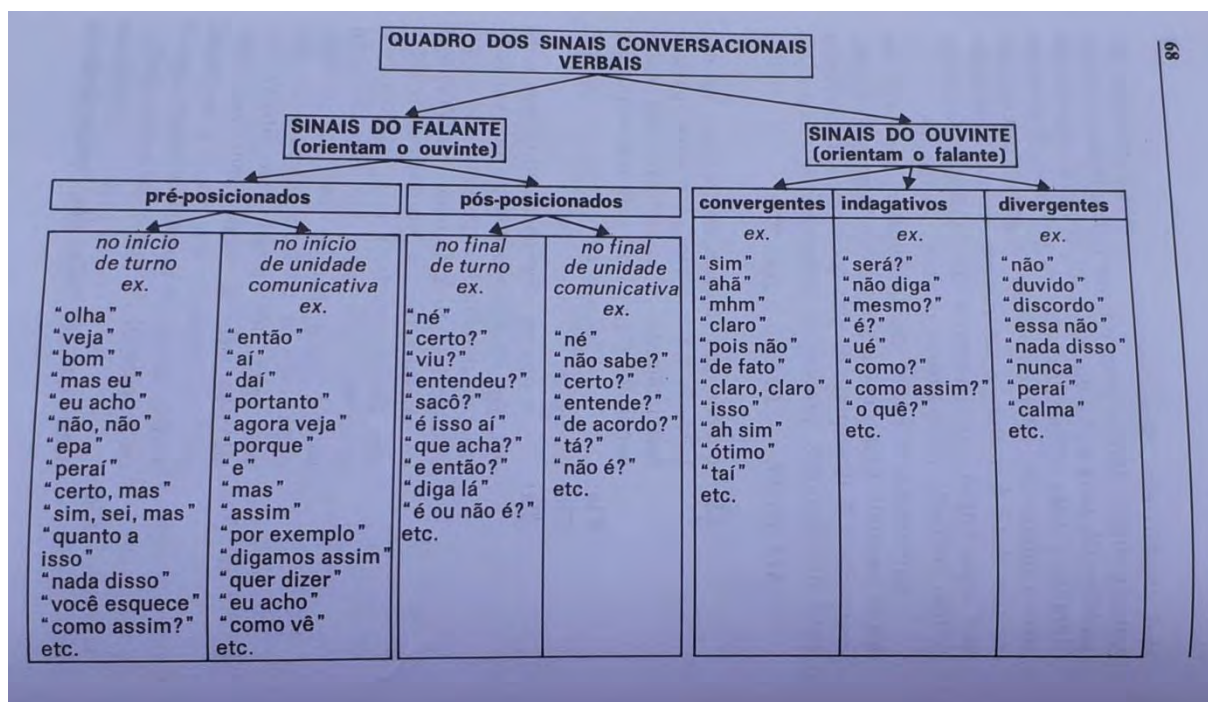 QUADRO DOS SINAIS CONVERSACIONAIS
VERBAIS
68
SINAIS DO FALANTE
(orientam o ouvinte)
pré-posicionados
no início
de turno
ex.
"olha"
"veja"
"bom"
"mas eu"
"eu acho"
"não, não"
"epa"
"peraí"
"certo, mas"
"sim, sei, mas"
"quanto a
isso"
"nada disso"
"você esquece"
"como assim?"
etc.
no início
de unidade
comunicativa
ex.
"então"
"aí"
"daí"
"portanto"
"agora veja"
"porque"
"e"
"mas"
"assim"
"por exemplo"
"digamos assim"
"quer dizer"
"eu acho"
"como vê"
etc.
pós-posicionados
no final
de turno
ex.
"né"
"certo?"
"viu?"
"entendeu?"
"sacô?"
"é isso aí"
"que acha?"
"e então?"
"diga lá"
"é ou não é?"
etc.
no final
de unidade
comunicativa
ex.
"né"
"não sabe?"
"certo?"
"entende?"
"de acordo?"
"tá?"
"não é?"
etc.
SINAIS DO OUVINTE
(orientam o falante)
convergentes
ex.
"sim"
"ahã"
"mhm"
"claro"
"pois não"
"de fato"
"claro, claro"
"isso"
"ah sim"
"ótimo"
"taí"
etc.
indagativos
ex.
"será?"
"não diga"
"mesmo?"
"é?"
"ué"
"como?"
"como assim?"
"o quê?"
etc.
divergentes
ex.
"não"
"duvido"
"discordo"
"essa não"
"nada disso"
"nunca"
"peraí"
"calma"
etc.